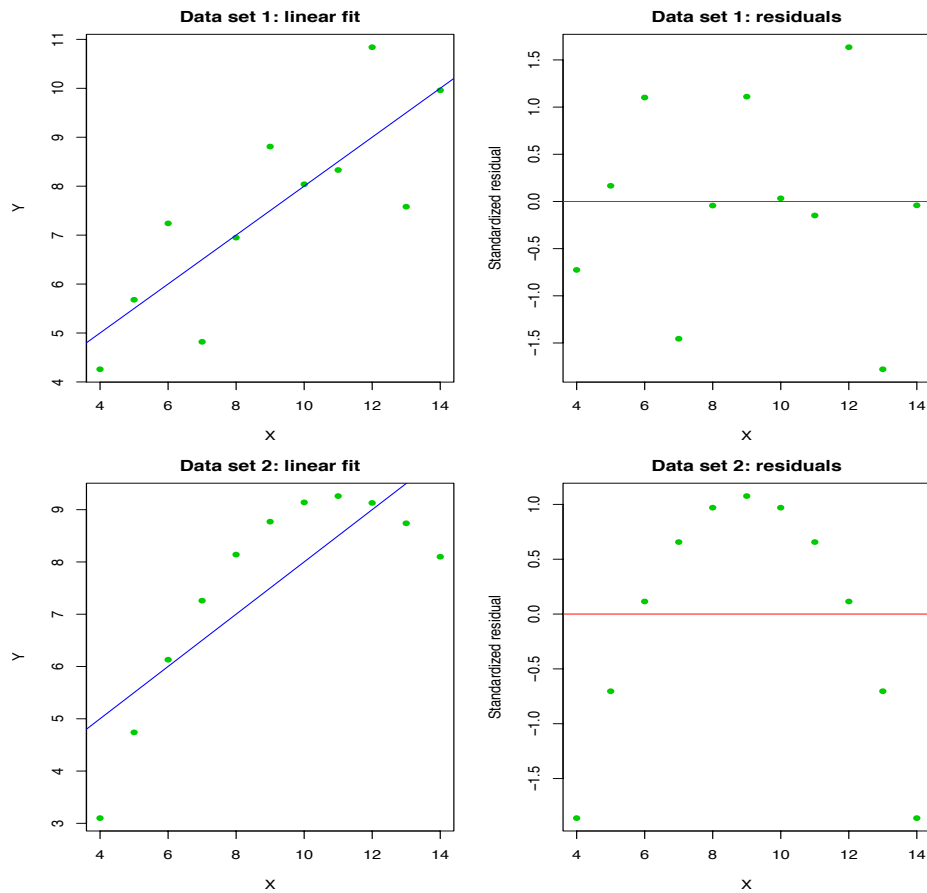 Data set 1: linear fit
Y
11
10
9
8
7
6
5
4
4 6 8 10 12 14
X
Data set 1: residuals
Standardized residual
1.5
1.0
0.5
0.0
−0.5
−1.0
−1.5
4 6 8 10 12 14
X
Data set 2: linear fit
Y
9
8
7
6
5
4
3
4 6 8 10 12 14
X
Data set 2: residuals
Standardized residual
1.0
0.5
0.0
−0.5
−1.0
−1.5
4 6 8 10 12 14
X